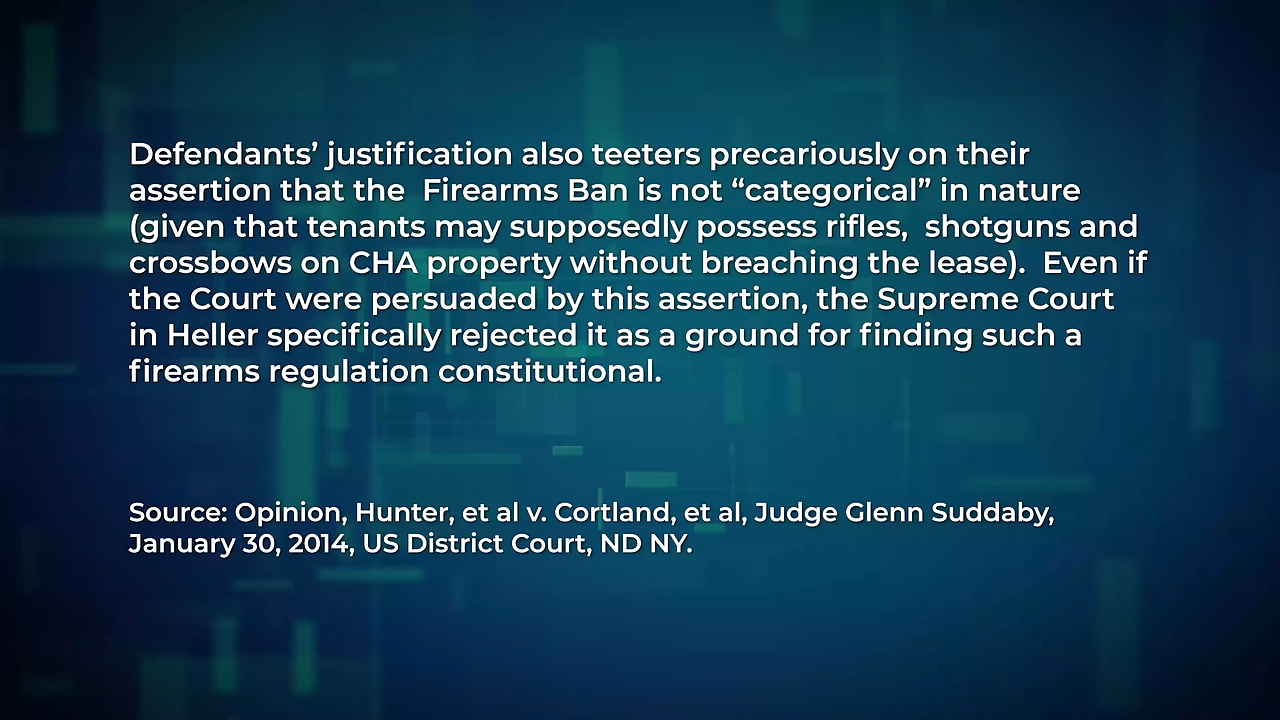 Defendants’ justification also teeters precariously on their
assertion that the  Firearms Ban is not “categorical” in nature
(given that tenants may supposedly possess rifles,  shotguns and
crossbows on CHA property without breaching the lease).  Even if
the Court were persuaded by this assertion, the Supreme Court
in Heller specifically rejected it as a ground for finding such a
firearms regulation constitutional.
Source: Opinion, Hunter, et al v. Cortland, et al, Judge Glenn Suddaby,
January 30, 2014, US District Court, ND NY.